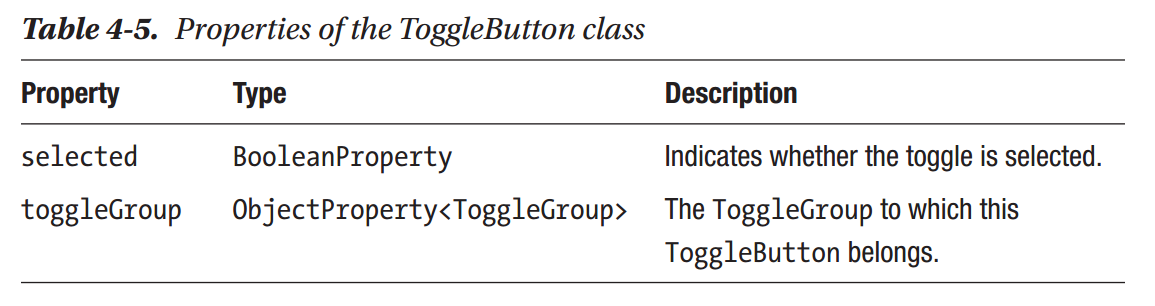 Table 4-5. Properties of the ToggleButton class
Property Type Description
selected BooleanProperty Indicates whether the toggle is selected.
toggleGroup ObjectProperty<ToggleGroup> The ToggleGroup to which this
ToggleButton belongs.